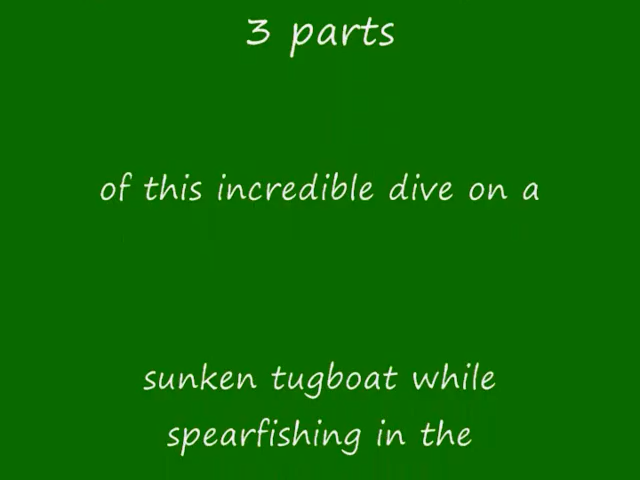 3 parts
of this incredible dive on a
sunken tugboat while
spearfishing in the